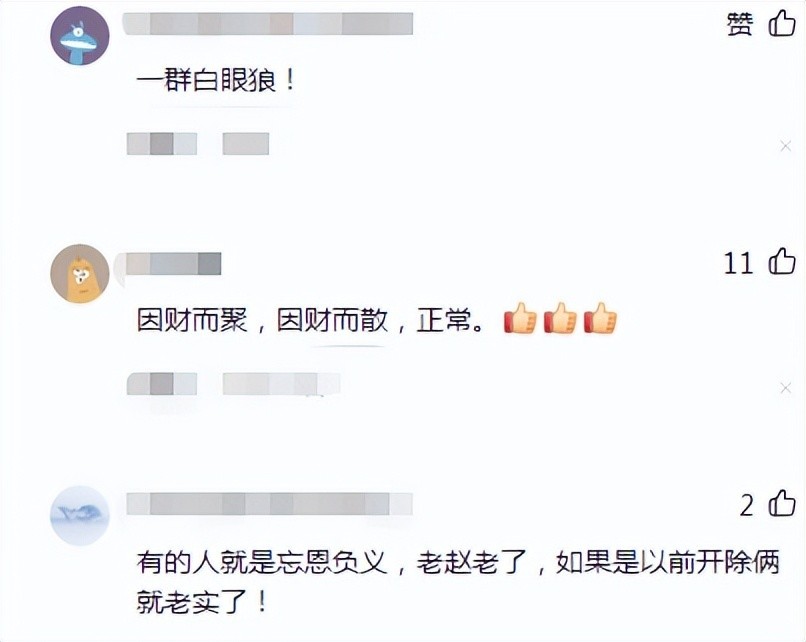 赞
一群白眼狼！
11
因财而聚，因财而散，正常。👍👍👍
2
有的人就是忘恩负义，老赵老了，如果是以前开除俩
就老实了！